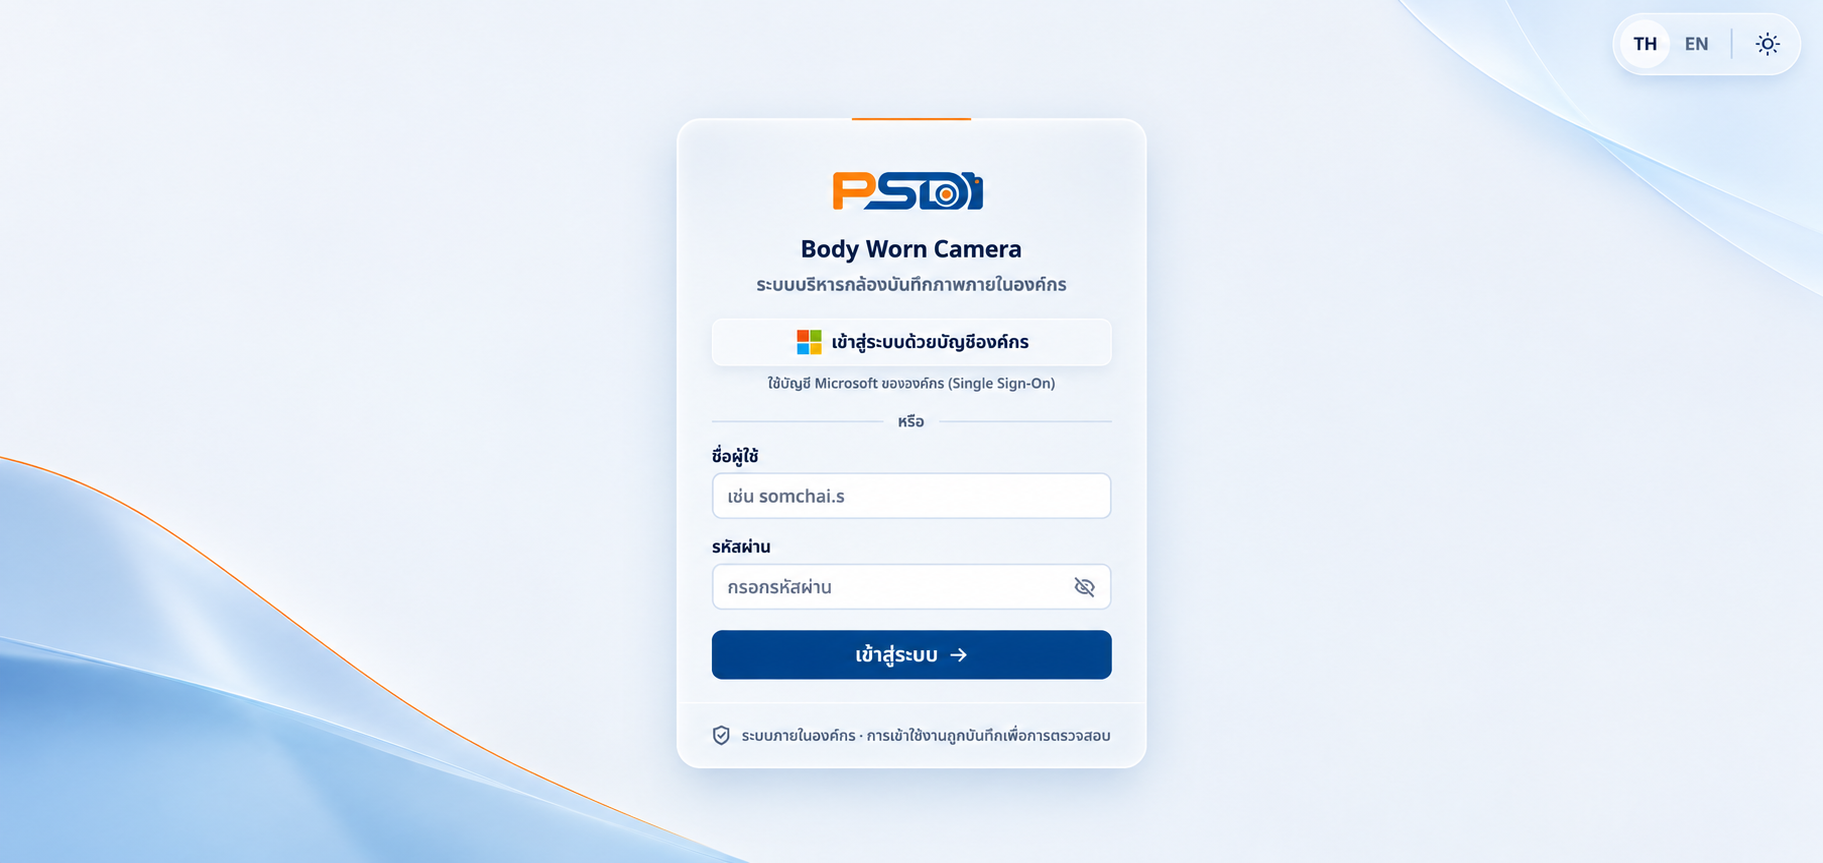 TH EN
PSDI
Body Worn Camera
ระบบบริหารกล้องบันทึกภาพภายในองค์กร
เข้าสู่ระบบด้วยบัญชีองค์กร
ใช้บัญชี Microsoft ขององค์กร (Single Sign-On)
หรือ
ชื่อผู้ใช้
เช่น somchai.s
รหัสผ่าน
กรอกรหัสผ่าน
เข้าสู่ระบบ →
ระบบภายในองค์กร · การเข้าใช้งานถูกบันทึกเพื่อการตรวจสอบ